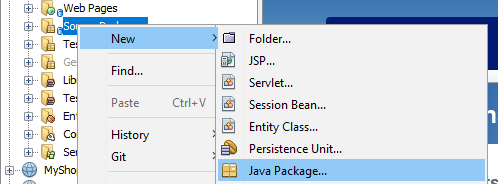 Web Pages
New
Folder...
JSP...
Find...
Servlet...
Session Bean...
Paste Ctrl+V
Entity Class...
History
Persistence Unit...
Git
MyShop
Java Package...